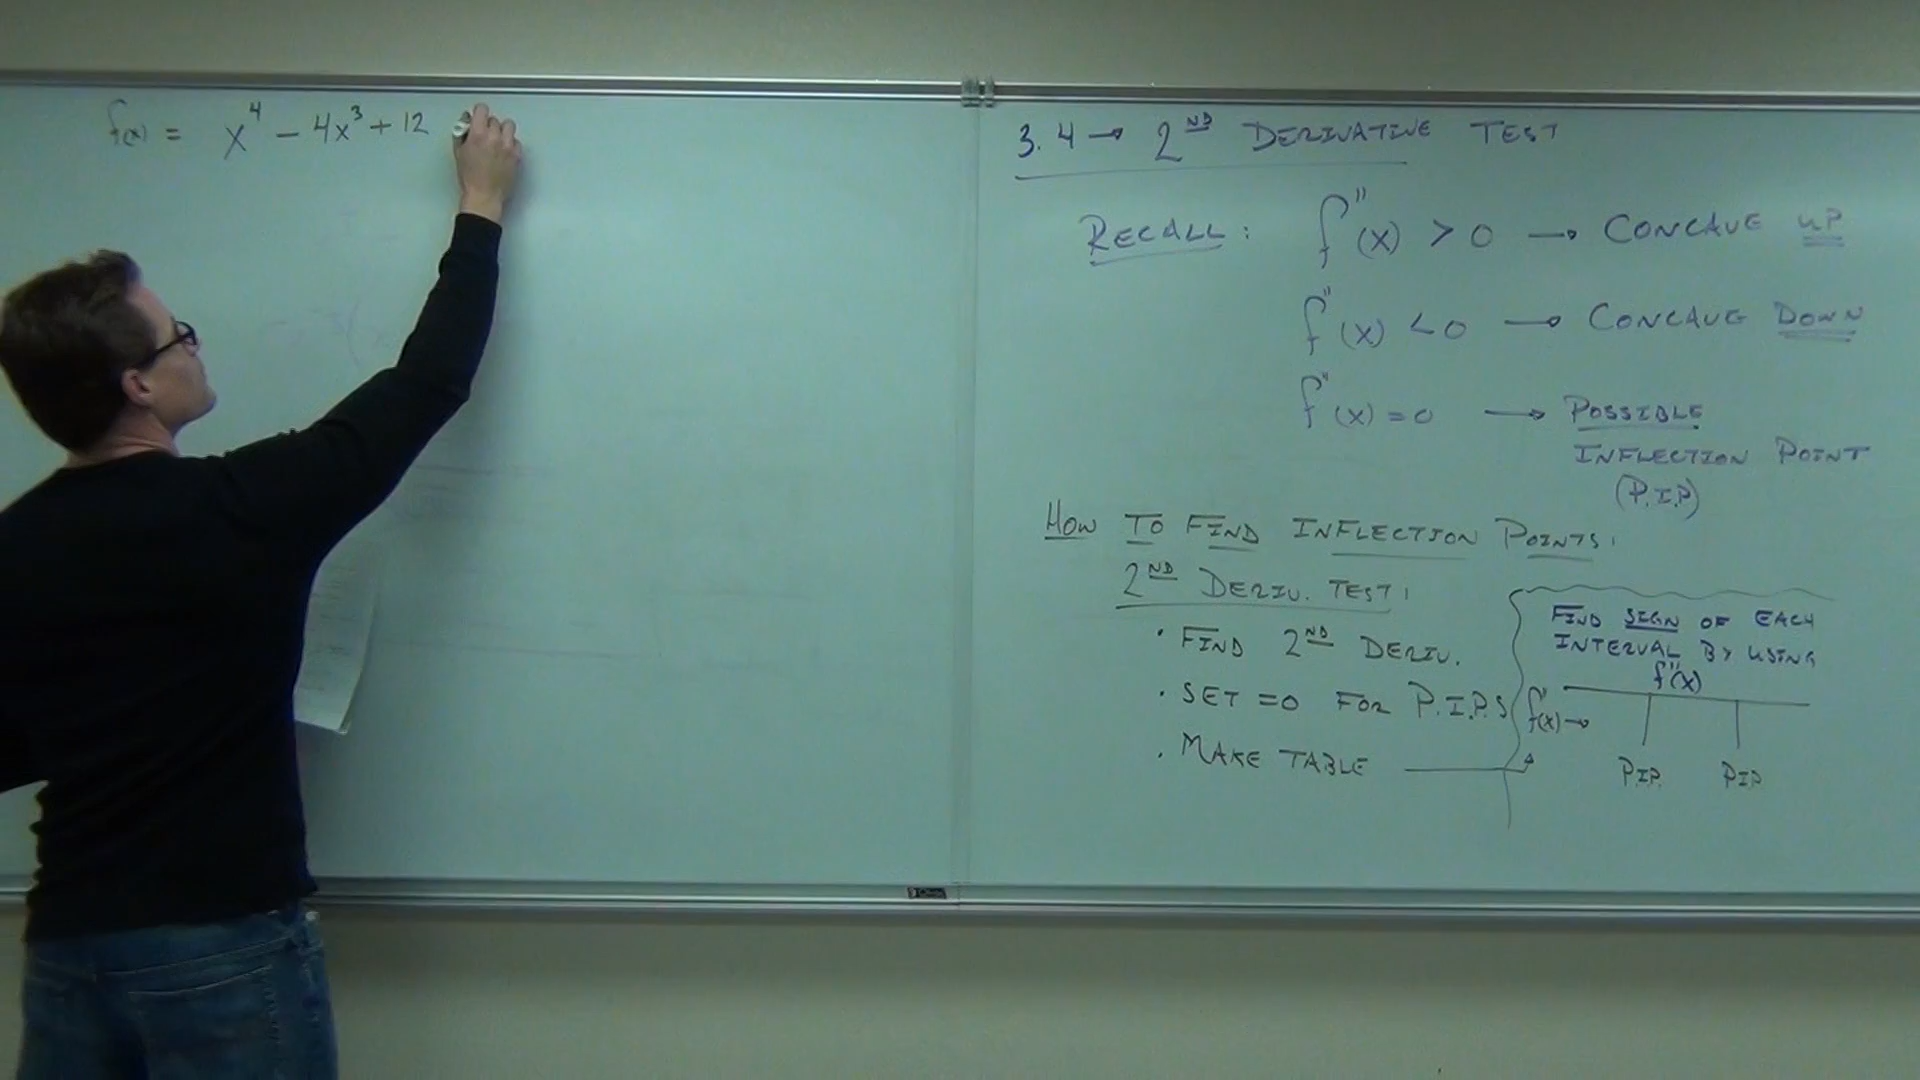 f(x) = x⁴ - 4x³ + 12
3.4 → 2ND DERIVATIVE TEST
RECALL: f''(x) > 0 → CONCAVE UP
f''(x) < 0 → CONCAVE DOWN
f''(x) = 0 → POSSIBLE
INFLECTION POINT
(P.I.P)
HOW TO FIND INFLECTION POINTS:
2ND DERIV. TEST:
• FIND 2ND DERIV.
• SET = 0 FOR P.I.P.S
• MAKE TABLE
FIND SIGN OF EACH
INTERVAL BY USING
f''(x)
f(x) →
P.I.P. P.I.P